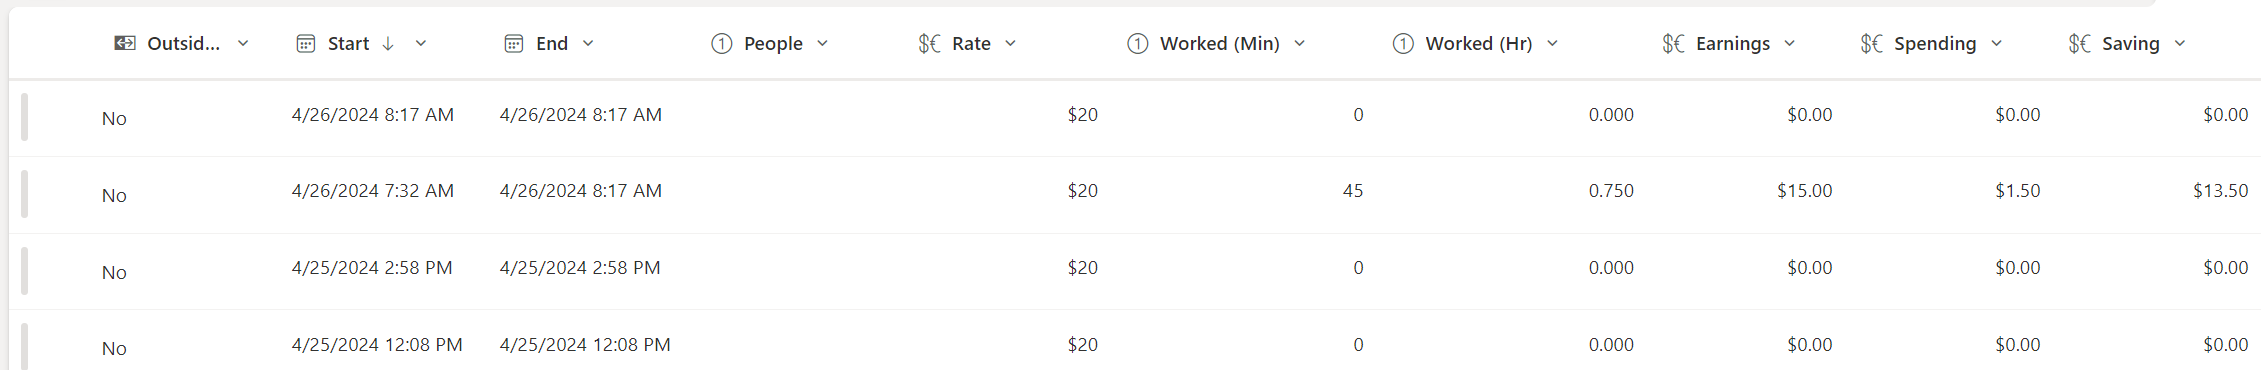 Outsid... Start ↓ End People Rate Worked (Min) Worked (Hr) Earnings Spending Saving
No 4/26/2024 8:17 AM 4/26/2024 8:17 AM $20 0 0.000 $0.00 $0.00 $0.00
No 4/26/2024 7:32 AM 4/26/2024 8:17 AM $20 45 0.750 $15.00 $1.50 $13.50
No 4/25/2024 2:58 PM 4/25/2024 2:58 PM $20 0 0.000 $0.00 $0.00 $0.00
No 4/25/2024 12:08 PM 4/25/2024 12:08 PM $20 0 0.000 $0.00 $0.00 $0.00